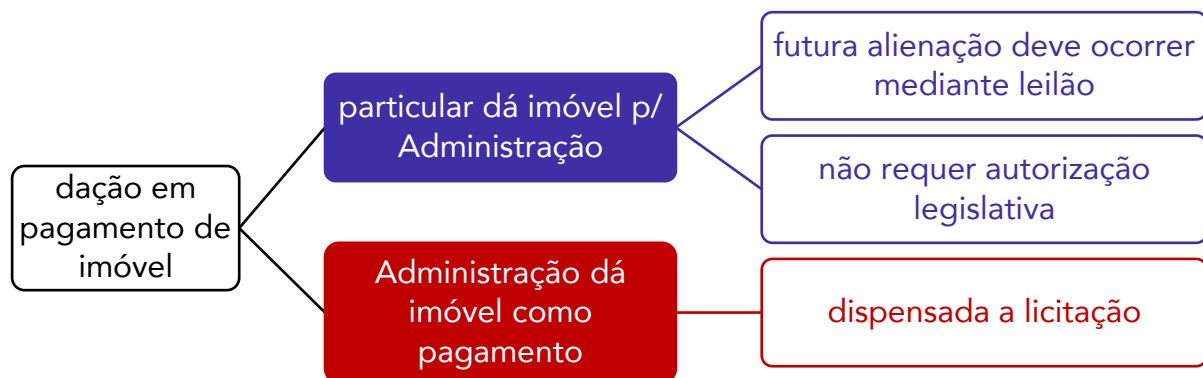 dação em
pagamento de
imóvel
particular dá imóvel p/
Administração
futura alienação deve ocorrer
mediante leilão
não requer autorização
legislativa
Administração dá
imóvel como
pagamento
dispensada a licitação